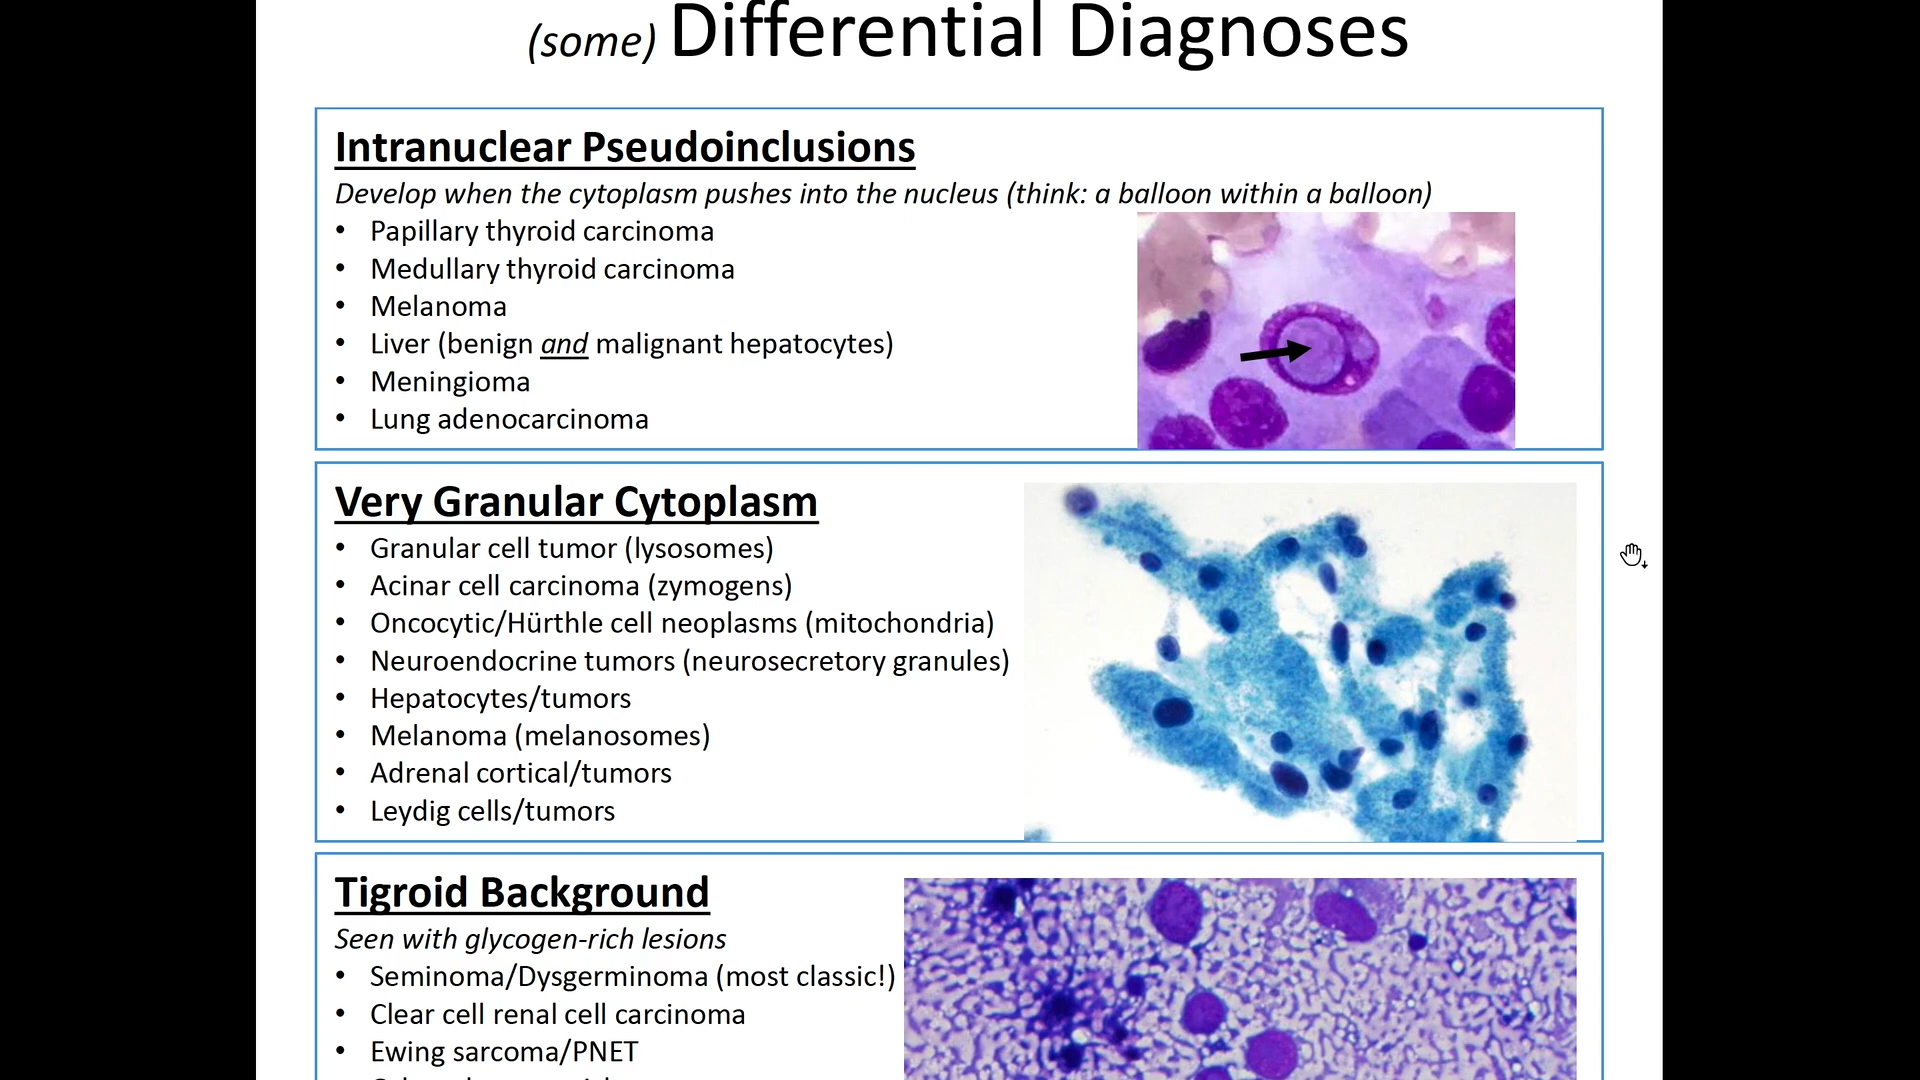 (some) Differential Diagnoses
Intranuclear Pseudoinclusions
Develop when the cytoplasm pushes into the nucleus (think: a balloon within a balloon)
• Papillary thyroid carcinoma
• Medullary thyroid carcinoma
• Melanoma
• Liver (benign and malignant hepatocytes)
• Meningioma
• Lung adenocarcinoma
Very Granular Cytoplasm
• Granular cell tumor (lysosomes)
• Acinar cell carcinoma (zymogens)
• Oncocytic/Hürthle cell neoplasms (mitochondria)
• Neuroendocrine tumors (neurosecretory granules)
• Hepatocytes/tumors
• Melanoma (melanosomes)
• Adrenal cortical/tumors
• Leydig cells/tumors
Tigroid Background
Seen with glycogen-rich lesions
• Seminoma/Dysgerminoma (most classic!)
• Clear cell renal cell carcinoma
• Ewing sarcoma/PNET